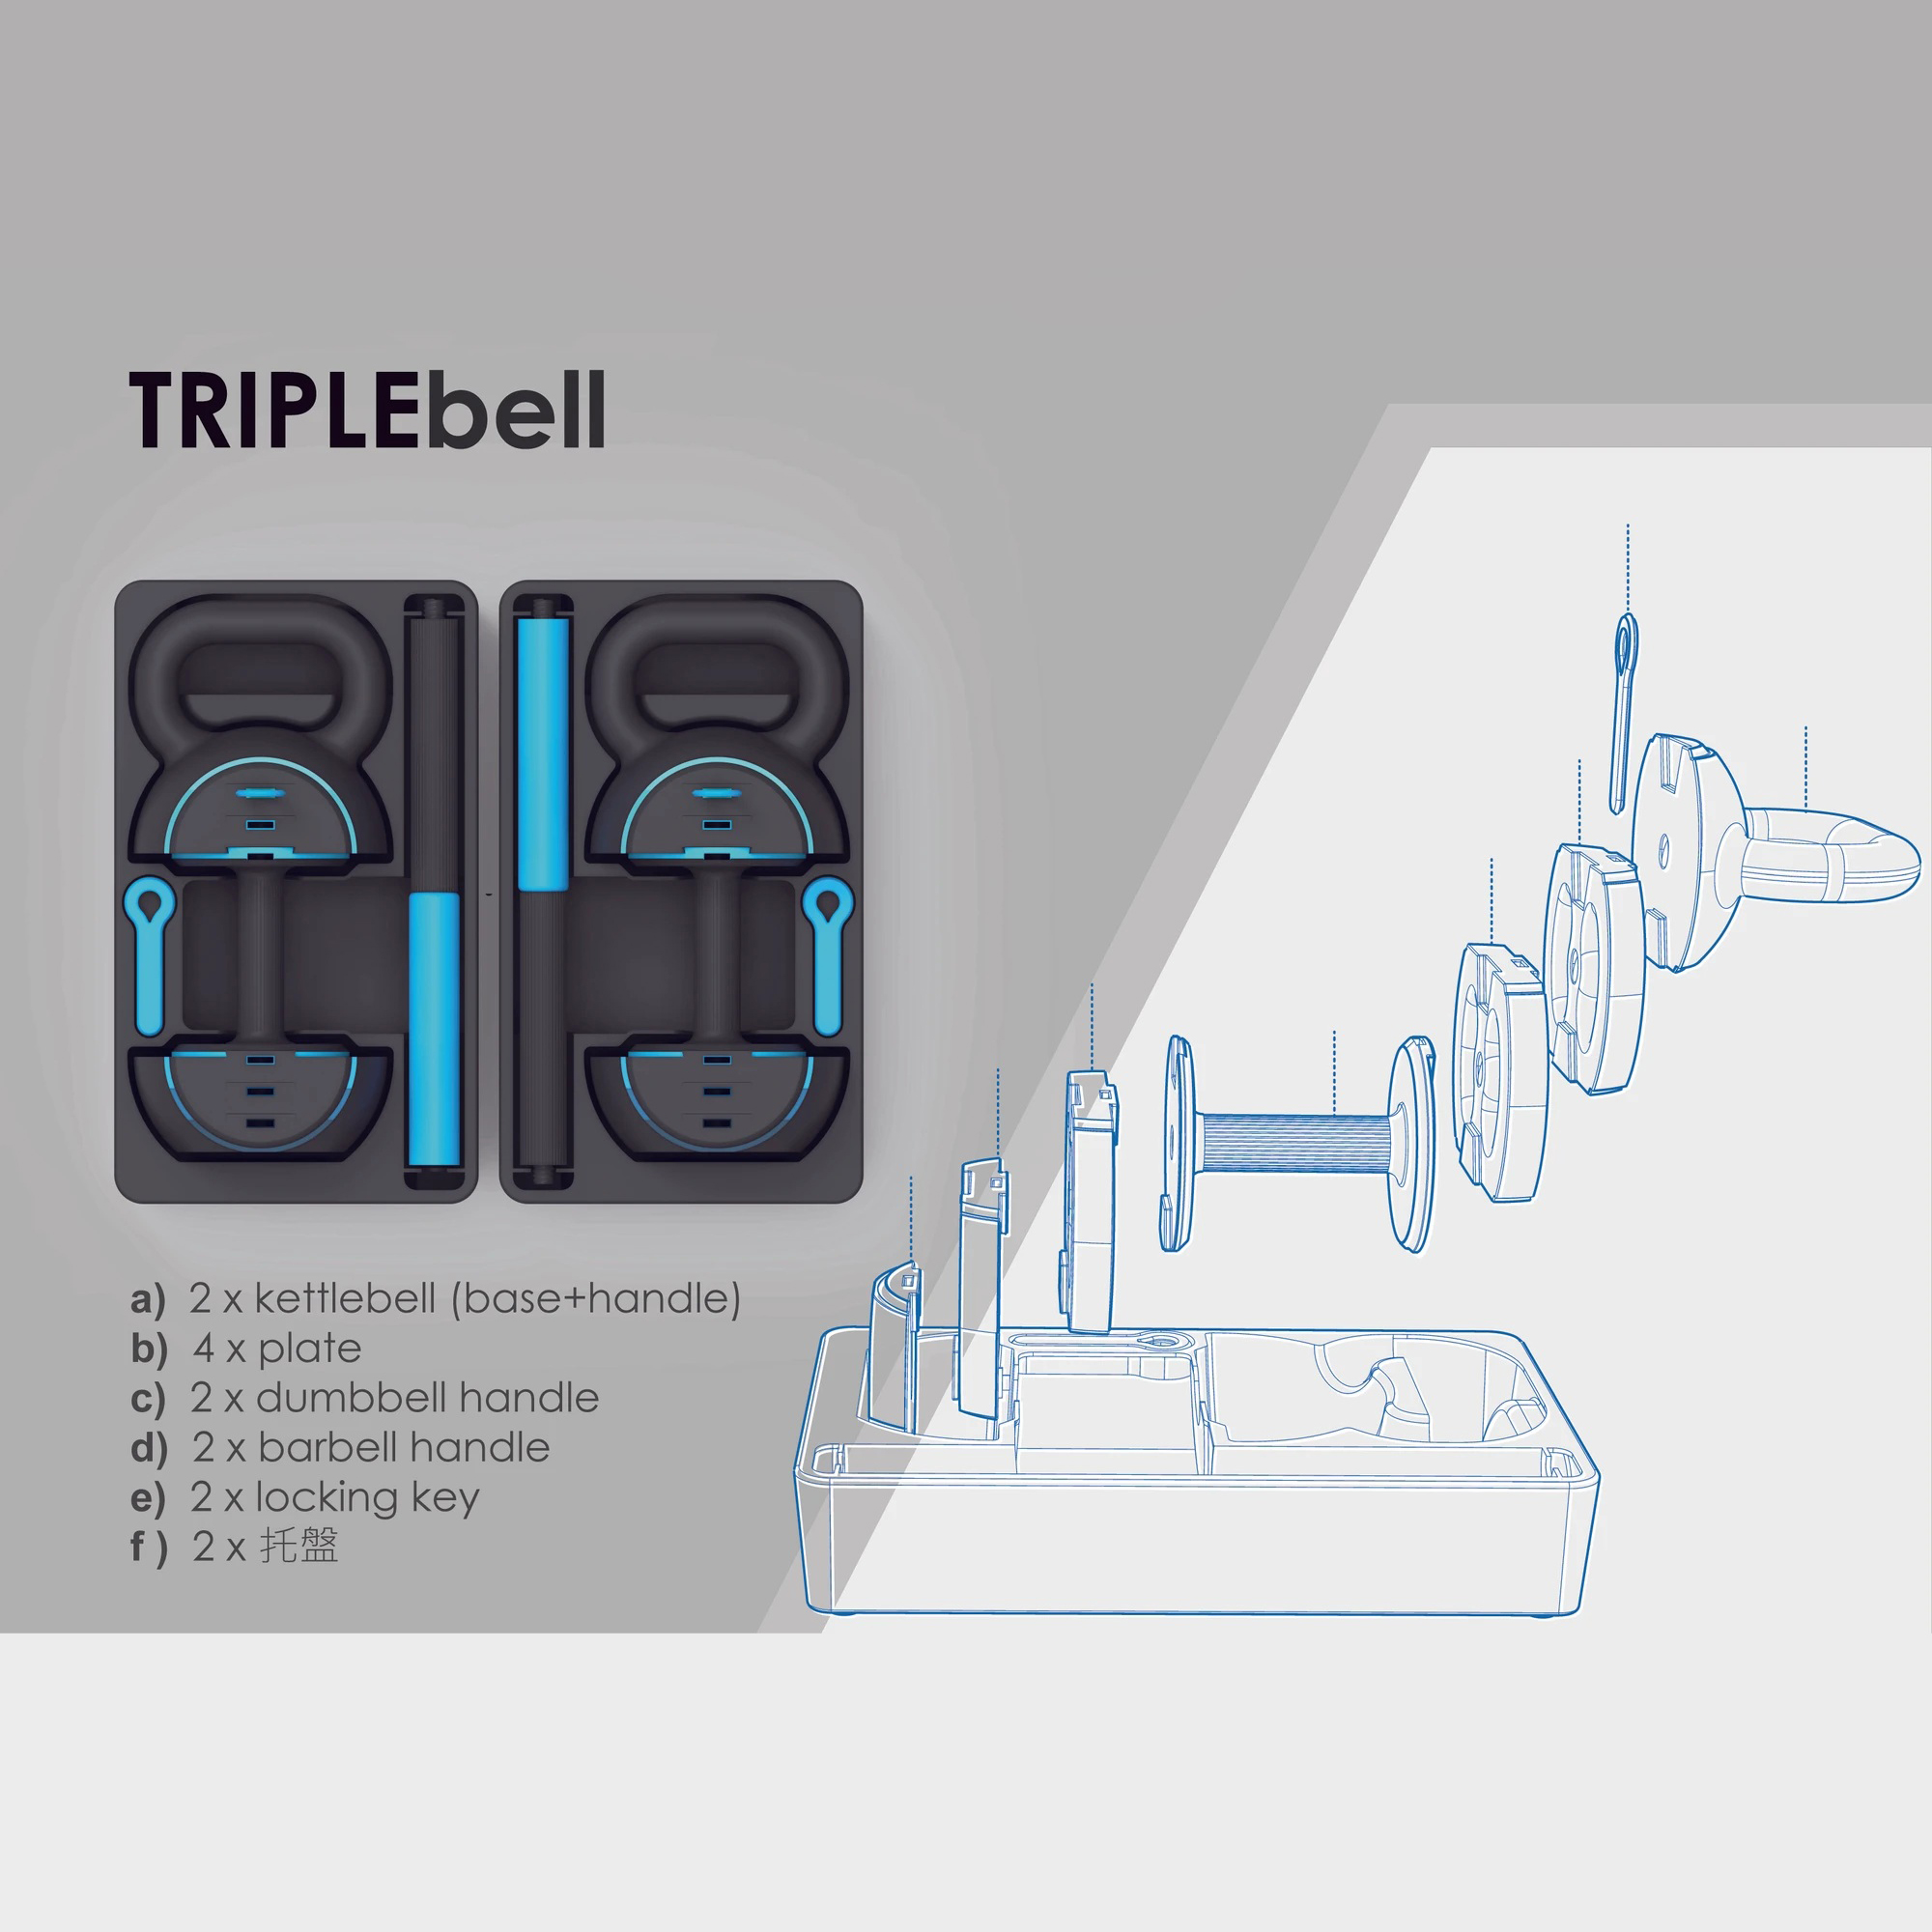 TRIPLEbell
a) 2 x kettlebell (base+handle)
b) 4 x plate
c) 2 x dumbbell handle
d) 2 x barbell handle
e) 2 x locking key
f) 2 x 托盤